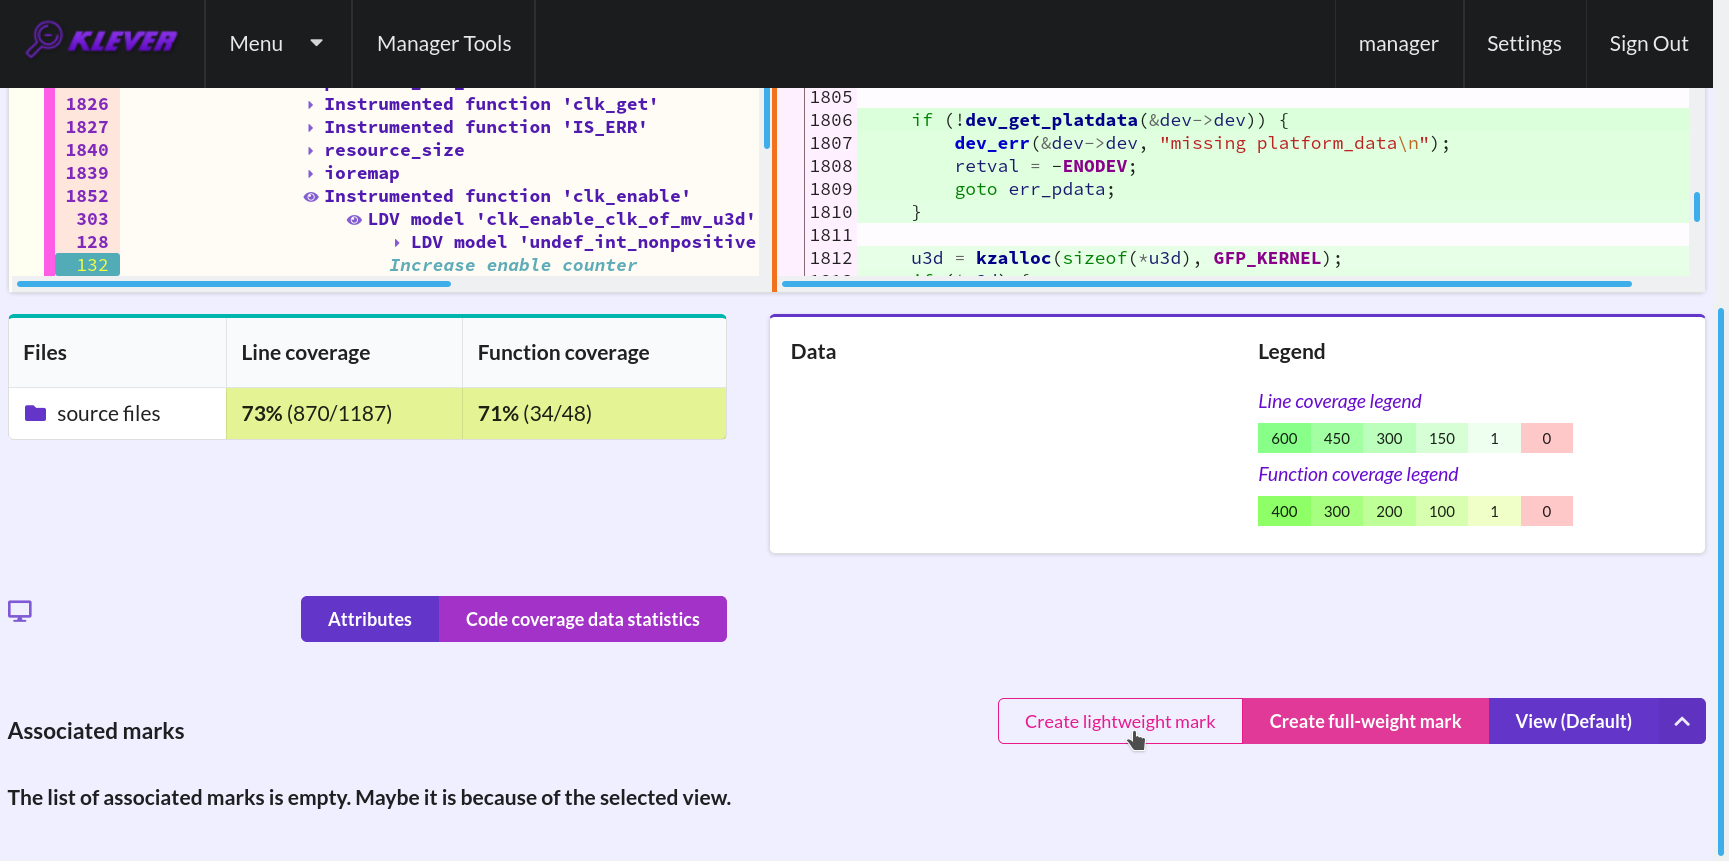 KLEVER
Menu
Manager Tools
manager
Settings
Sign Out
1826 Instrumented function 'clk_get'
1827 Instrumented function 'IS_ERR'
1840 resource_size
1839 ioremap
1852 Instrumented function 'clk_enable'
303 LDV model 'clk_enable_clk_of_mv_u3d'
128 LDV model 'undef_int_nonpositive
132 Increase enable counter
1805
1806 if (!dev_get_platdata(&dev->dev)) {
1807 dev_err(&dev->dev, "missing platform_data\n");
1808 retval = -ENODEV;
1809 goto err_pdata;
1810 }
1811
1812 u3d = kzalloc(sizeof(*u3d), GFP_KERNEL);
Files
Line coverage
Function coverage
source files
73% (870/1187)
71% (34/48)
Data
Legend
Line coverage legend
600 450 300 150 1 0
Function coverage legend
400 300 200 100 1 0
Attributes
Code coverage data statistics
Associated marks
Create lightweight mark
Create full-weight mark
View (Default)
The list of associated marks is empty. Maybe it is because of the selected view.